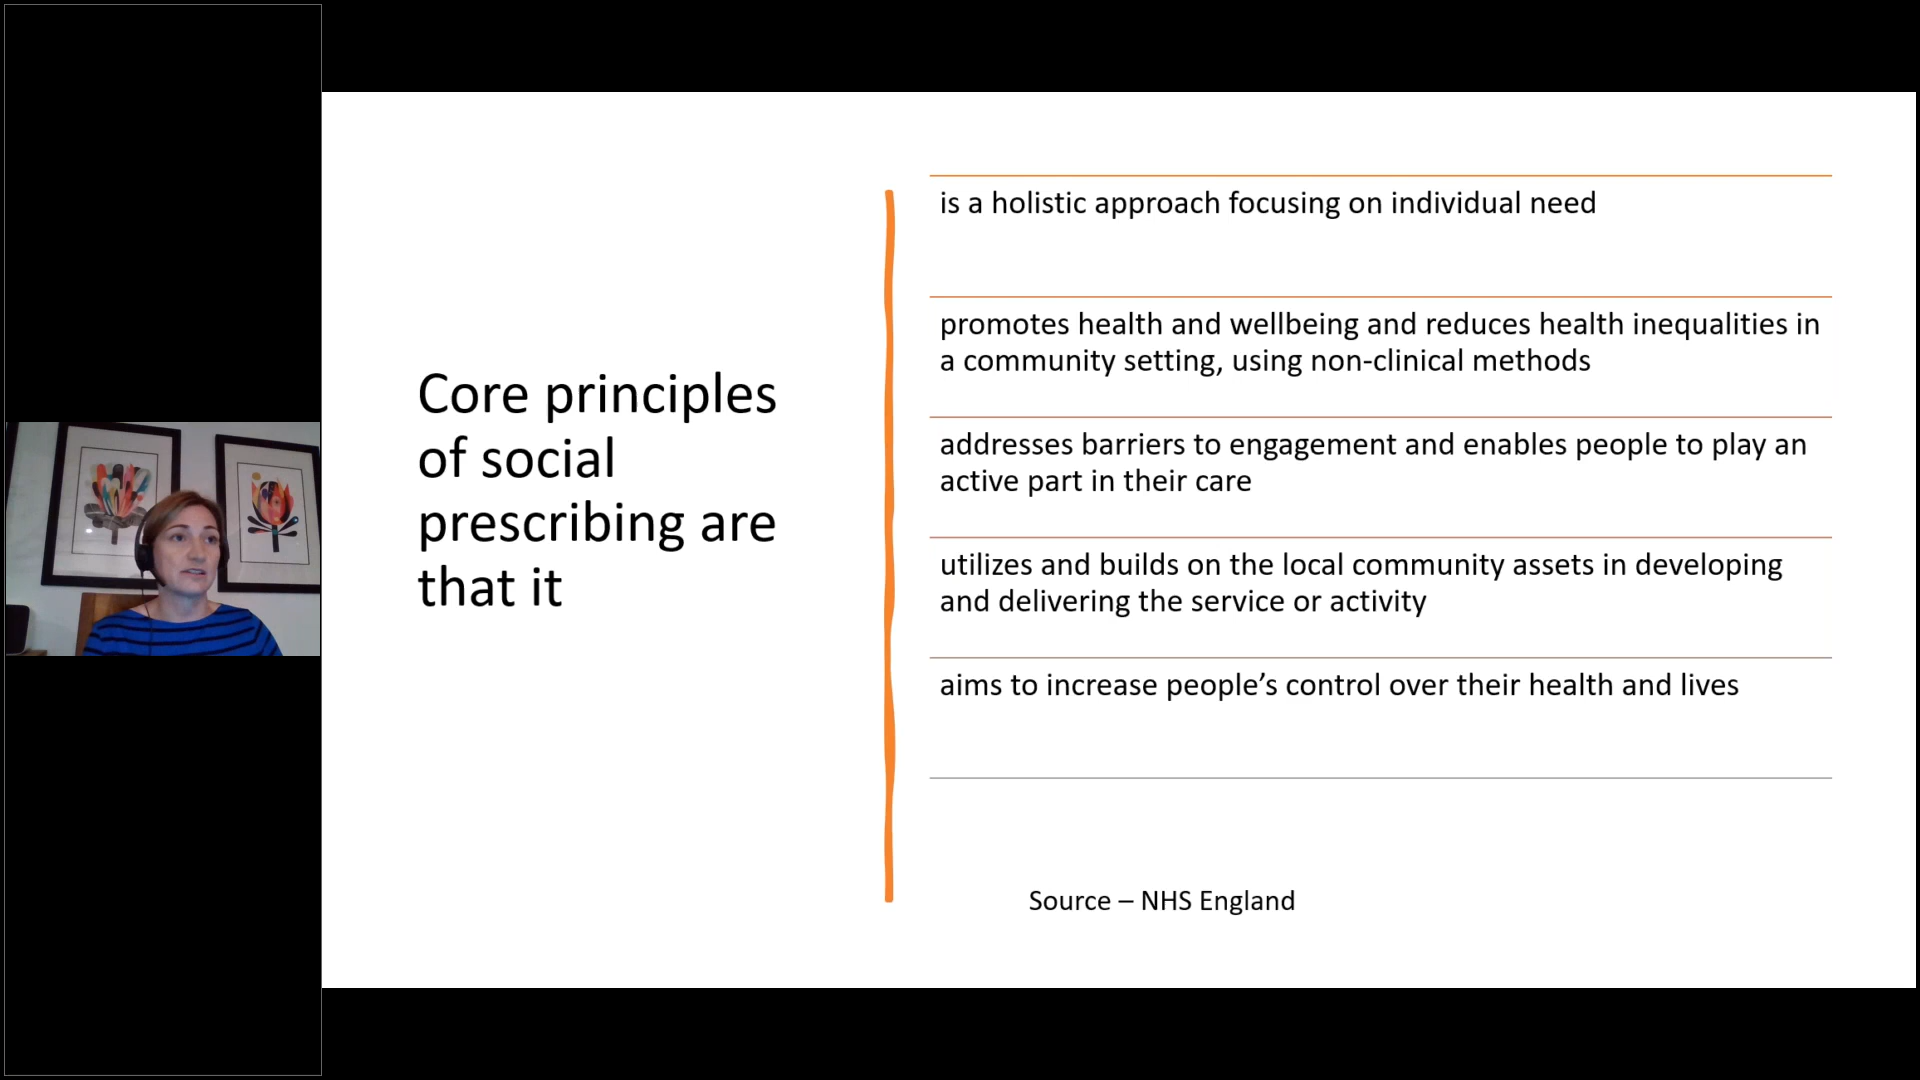 Core principles
of social
prescribing are
that it
is a holistic approach focusing on individual need
promotes health and wellbeing and reduces health inequalities in
a community setting, using non-clinical methods
addresses barriers to engagement and enables people to play an
active part in their care
utilizes and builds on the local community assets in developing
and delivering the service or activity
aims to increase people’s control over their health and lives
Source – NHS England